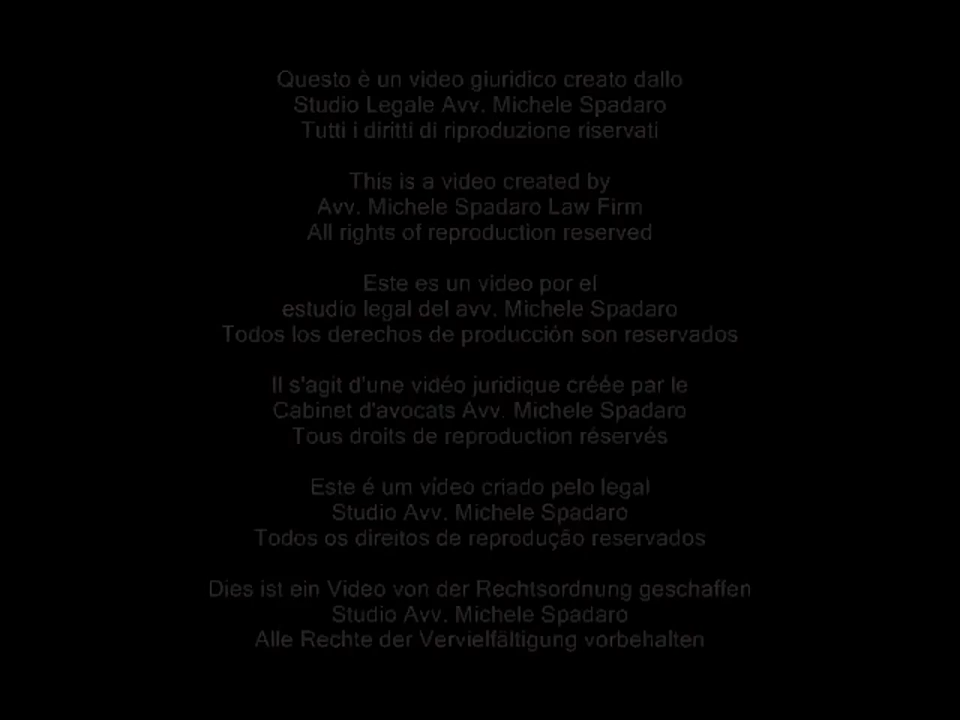 Questo è un video giuridico creato dallo
Studio Legale Avv. Michele Spadaro
Tutti i diritti di riproduzione riservati
This is a video created by
Avv. Michele Spadaro Law Firm
All rights of reproduction reserved
Este es un video por el
estudio legal del avv. Michele Spadaro
Todos los derechos de producción son reservados
Il s'agit d'une vidéo juridique créée par le
Cabinet d'avocats Avv. Michele Spadaro
Tous droits de reproduction réservés
Este é um vídeo criado pelo legal
Studio Avv. Michele Spadaro
Todos os direitos de reprodução reservados
Dies ist ein Video von der Rechtsordnung geschaffen
Studio Avv. Michele Spadaro
Alle Rechte der Vervielfältigung vorbehalten